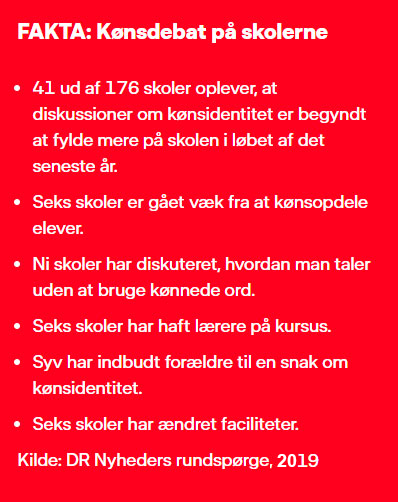 FAKTA: Kønsdebat på skolerne
• 41 ud af 176 skoler oplever, at
diskussioner om kønsidentitet er begyndt
at fylde mere på skolen i løbet af det
seneste år.
• Seks skoler er gået væk fra at kønsopdele
elever.
• Ni skoler har diskuteret, hvordan man taler
uden at bruge kønnede ord.
• Seks skoler har haft lærere på kursus.
• Syv har indbudt forældre til en snak om
kønsidentitet.
• Seks skoler har ændret faciliteter.
Kilde: DR Nyheders rundspørge, 2019